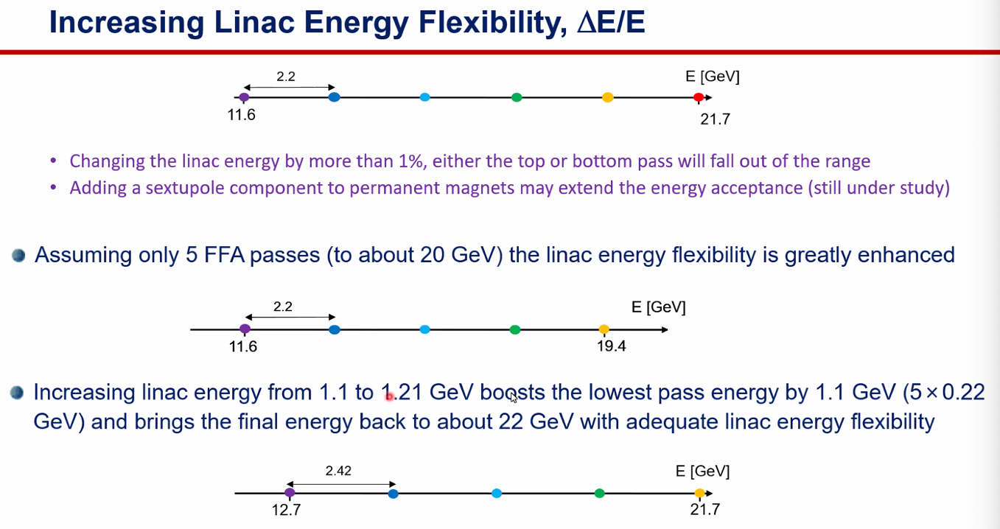 Increasing Linac Energy Flexibility, ΔE/E
2.2
E [GeV]
11.6
21.7
• Changing the linac energy by more than 1%, either the top or bottom pass will fall out of the range
• Adding a sextupole component to permanent magnets may extend the energy acceptance (still under study)
Assuming only 5 FFA passes (to about 20 GeV) the linac energy flexibility is greatly enhanced
2.2
E [GeV]
11.6
19.4
Increasing linac energy from 1.1 to 1.21 GeV boosts the lowest pass energy by 1.1 GeV (5×0.22
GeV) and brings the final energy back to about 22 GeV with adequate linac energy flexibility
2.42
E [GeV]
12.7
21.7